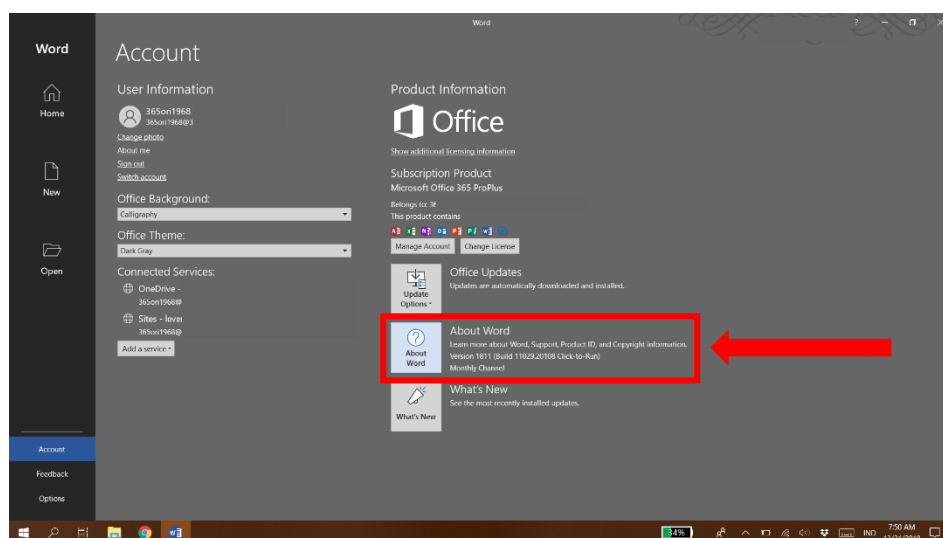 Word
Word
Account
Home
New
Open
Account
Feedback
Options
User Information
365ori1968
365ori1968@3
Change photo
About me
Sign out
Switch account
Office Background:
Calligraphy
Office Theme:
Dark Gray
Connected Services:
OneDrive -
365ori1968@
Sites - level
365ori1968@
Add a service
Product Information
Office
Show additional licensing information
Subscription Product
Microsoft Office 365 ProPlus
Belongs to: 3
This product contains
Manage Account Change License
Update
Options
Office Updates
Updates are automatically downloaded and installed.
About
Word
About Word
Learn more about Word, Support, Product ID, and Copyright information.
Version 1811 (Build 11029.20108 Click-to-Run)
Monthly Channel
What's New
What's New
See the most recently installed updates.
34%
IND
7:50 AM